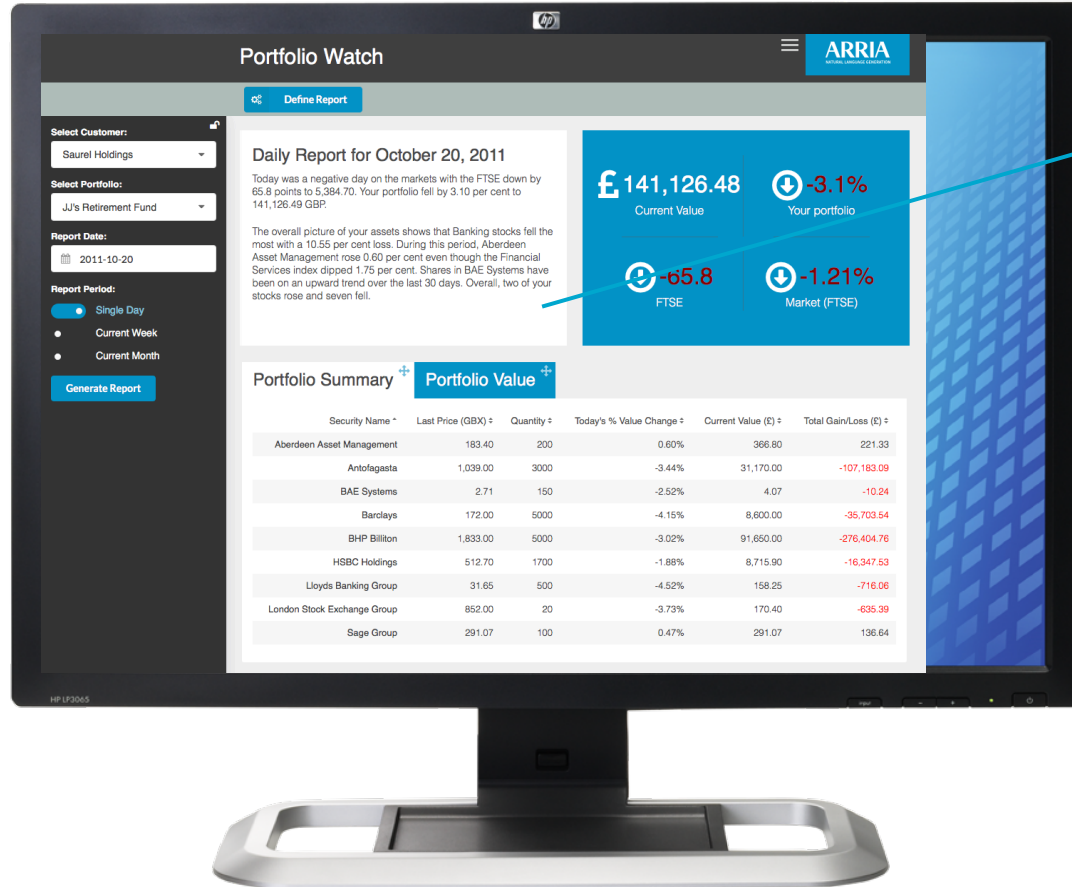 hp
Portfolio Watch
ARRIA
NATURAL LANGUAGE GENERATION
Define Report
Select Customer:
Saurel Holdings
Select Portfolio:
JJ's Retirement Fund
Report Date:
2011-10-20
Report Period:
Single Day
Current Week
Current Month
Generate Report
Daily Report for October 20, 2011
Today was a negative day on the markets with the FTSE down by
65.8 points to 5,384.70. Your portfolio fell by 3.10 per cent to
141,126.49 GBP.
The overall picture of your assets shows that Banking stocks fell the
most with a 10.55 per cent loss. During this period, Aberdeen
Asset Management rose 0.60 per cent even though the Financial
Services index dipped 1.75 per cent. Shares in BAE Systems have
been on an upward trend over the last 30 days. Overall, two of your
stocks rose and seven fell.
£ 141,126.48
Current Value
-3.1%
Your portfolio
-65.8
FTSE
-1.21%
Market (FTSE)
Portfolio Summary
Portfolio Value
Security Name Last Price (GBX) Quantity Today's % Value Change Current Value (£) Total Gain/Loss (£)
Aberdeen Asset Management 183.40 200 0.60% 366.80 221.33
Antofagasta 1,039.00 3000 -3.44% 31,170.00 -107,183.09
BAE Systems 2.71 150 -2.52% 4.07 -10.24
Barclays 172.00 5000 -4.15% 8,600.00 -35,703.54
BHP Billiton 1,833.00 5000 -3.02% 91,650.00 -276,404.76
HSBC Holdings 512.70 1700 -1.88% 8,715.90 -16,347.53
Lloyds Banking Group 31.65 500 -4.52% 158.25 -716.06
London Stock Exchange Group 852.00 20 -3.73% 170.40 -635.39
Sage Group 291.07 100 0.47% 291.07 136.64
HP LP3065
input - +